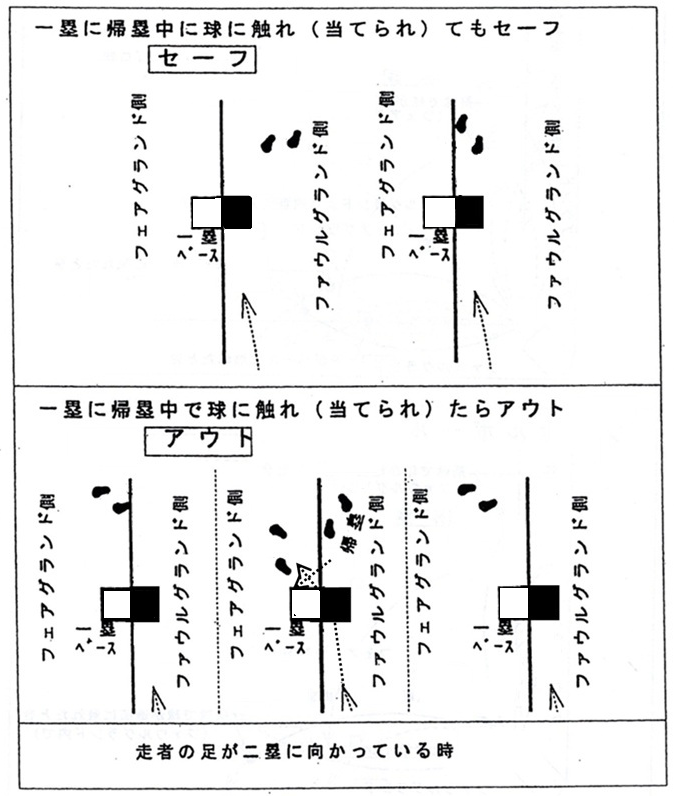 一塁に帰塁中に球に触れ（当てられ）てもセーフ
セーフ
フェアグランド側
ファウルグランド側
フェアグランド側
ファウルグランド側
一塁
ベース
一塁
ベース
一塁に帰塁中で球に触れ（当てられ）たらアウト
アウト
フェアグランド側
ファウルグランド側
フェアグランド側
帰塁
ファウルグランド側
フェアグランド側
ファウルグランド側
一塁
ベース
一塁
ベース
一塁
ベース
走者の足が二塁に向かっている時